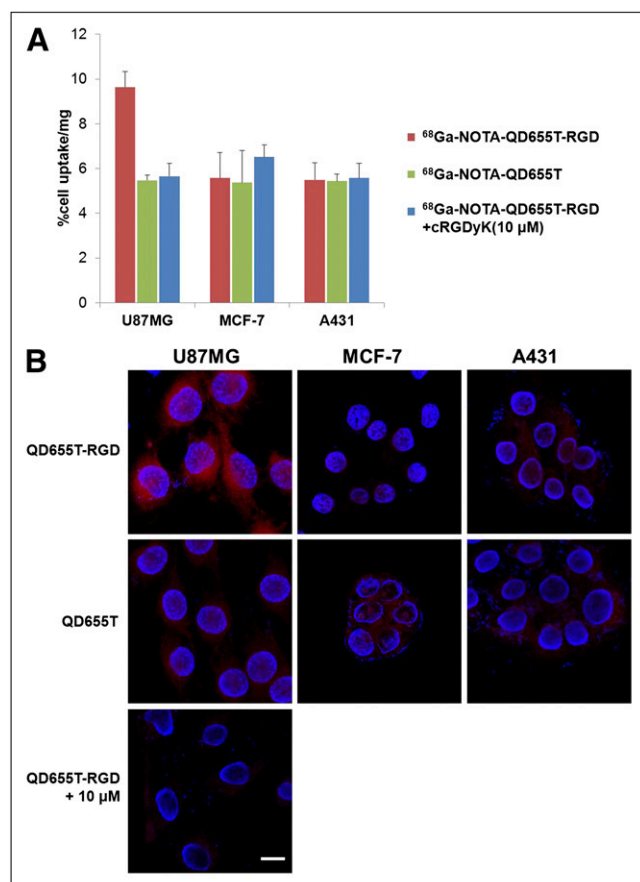 A
%cell uptake/mg
12
10
8
6
4
2
0
U87MG
MCF-7
A431
⁶⁸Ga-NOTA-QD655T-RGD
⁶⁸Ga-NOTA-QD655T
⁶⁸Ga-NOTA-QD655T-RGD
+cRGDyK(10 µM)
B
U87MG
MCF-7
A431
QD655T-RGD
QD655T
QD655T-RGD
+ 10 µM